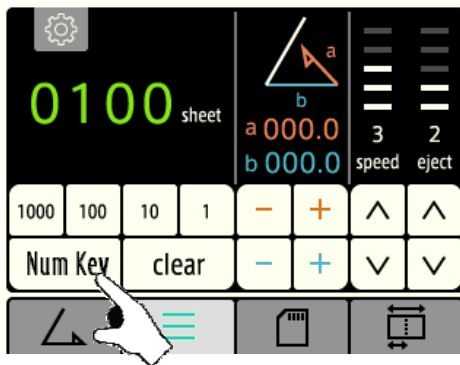 0100 sheet
a
b
a 000.0
b 000.0
3 2
speed eject
1000 100 10 1 − + 
Num Key clear − +